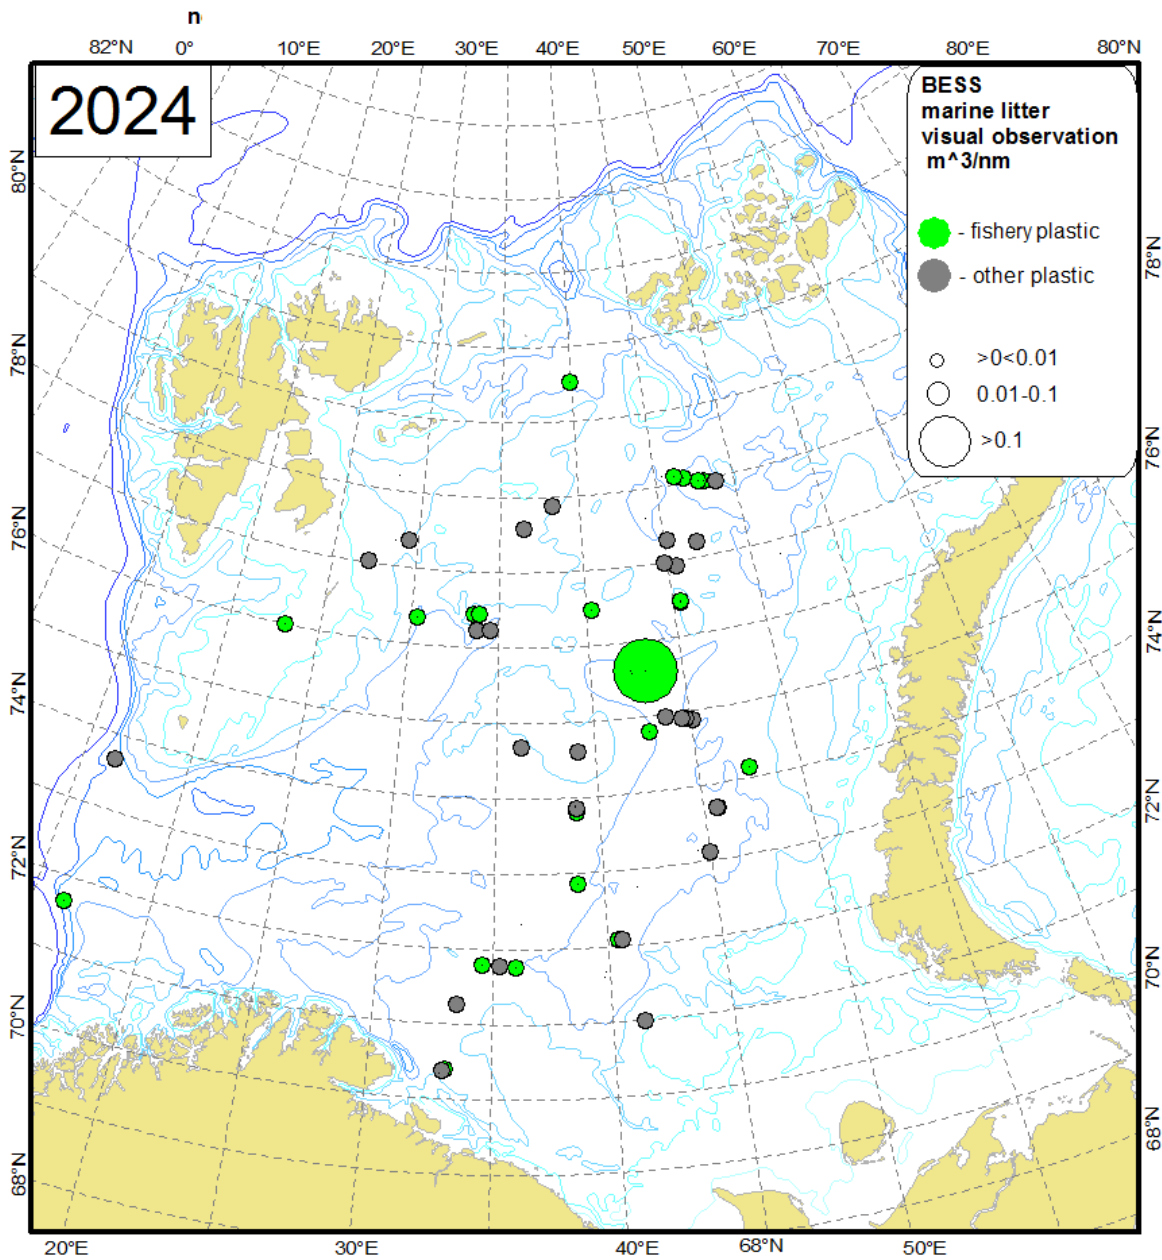 n
82°N 0° 10°E 20°E 30°E 40°E 50°E 60°E 70°E 80°E 80°N
2024
BESS
marine litter
visual observation
m^3/nm
- fishery plastic
- other plastic
>0<0.01
0.01-0.1
>0.1
80°N
78°N
76°N
74°N
72°N
70°N
68°N
78°N
76°N
74°N
72°N
70°N
68°N
20°E 30°E 40°E 68°N 50°E